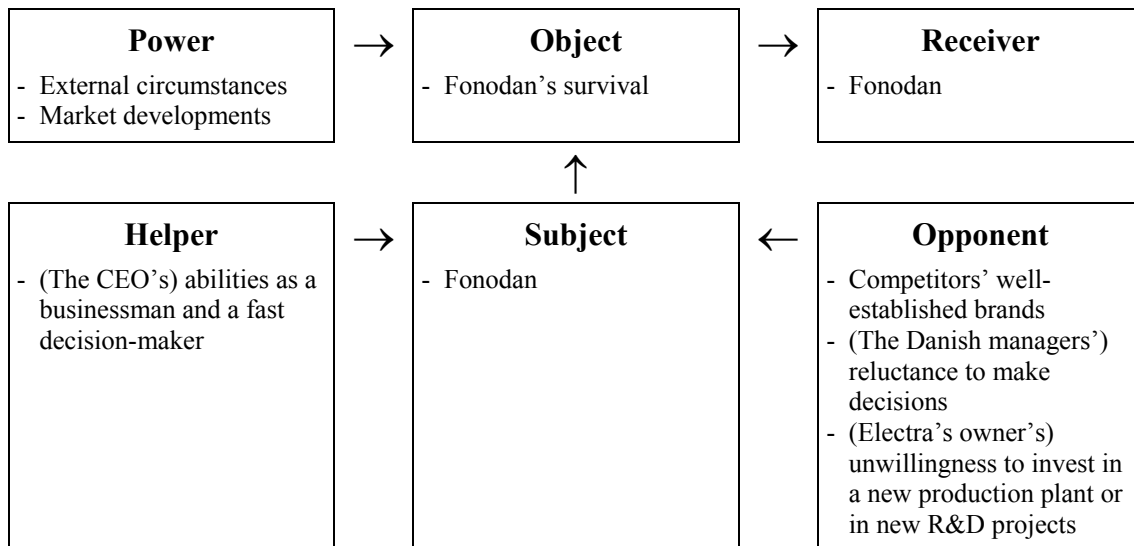 Power
- External circumstances
- Market developments
→
Object
- Fonodan’s survival
→
Receiver
- Fonodan
↑
Helper
- (The CEO’s) abilities as a
businessman and a fast
decision-maker
→
Subject
- Fonodan
←
Opponent
- Competitors’ well-
established brands
- (The Danish managers’)
reluctance to make
decisions
- (Electra’s owner’s)
unwillingness to invest in
a new production plant or
in new R&D projects